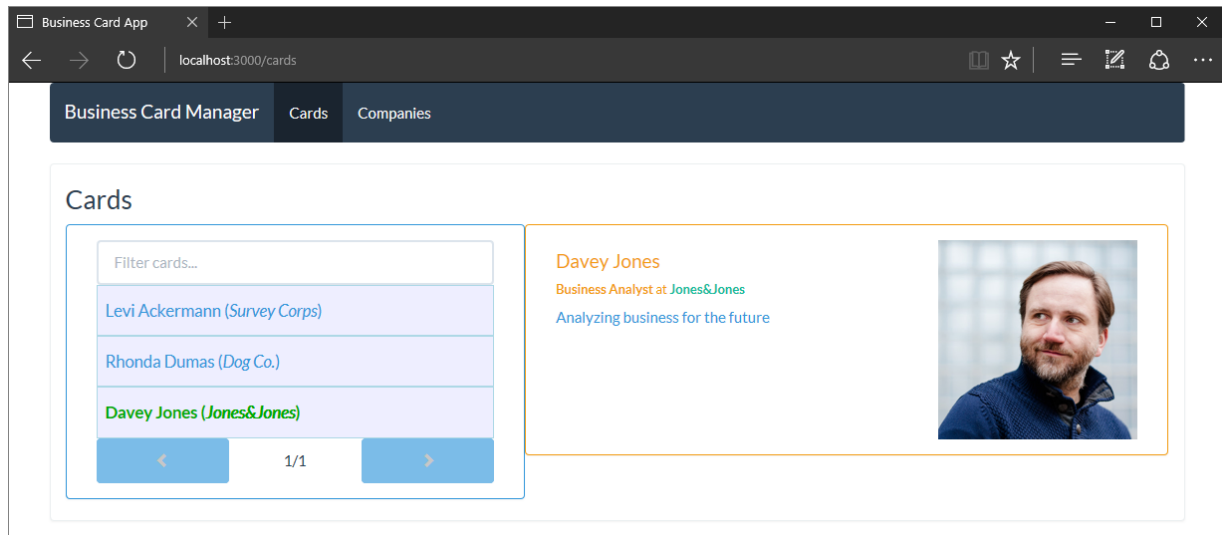 Business Card App
localhost:3000/cards
Business Card Manager Cards Companies
Cards
Filter cards...
Levi Ackermann (Survey Corps)
Rhonda Dumas (Dog Co.)
Davey Jones (Jones&Jones)
1/1
Davey Jones
Business Analyst at Jones&Jones
Analyzing business for the future